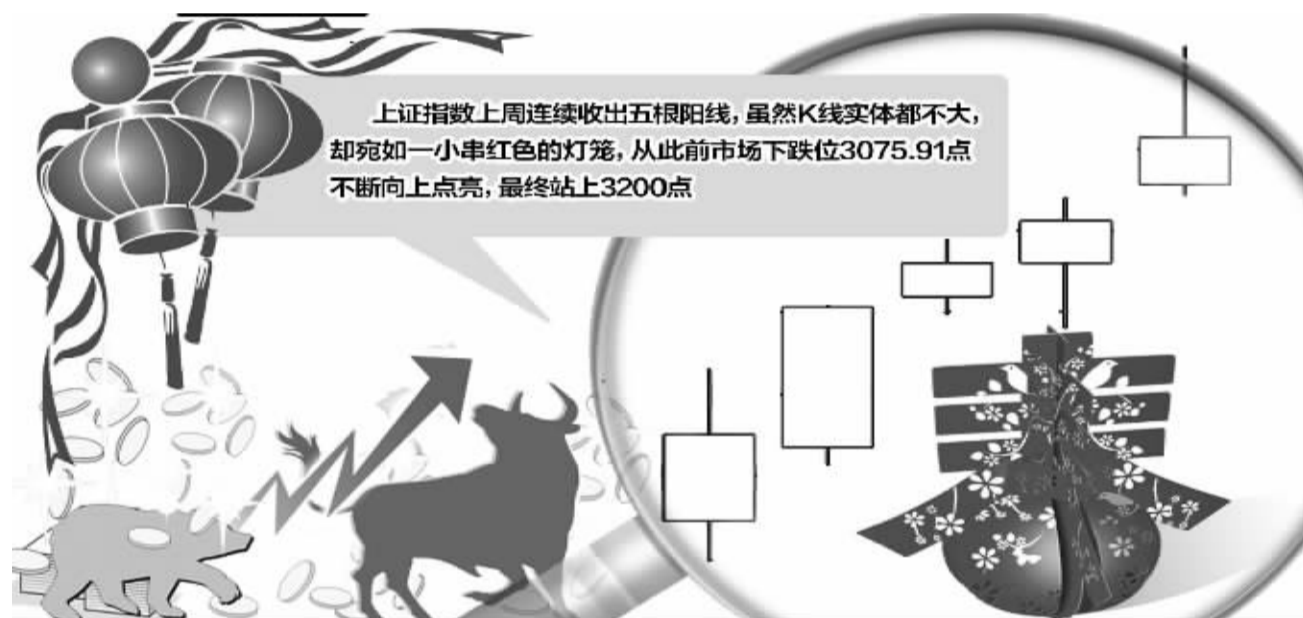 上证指数上周连续收出五根阳线，虽然K线实体都不大，
却宛如一小串红色的灯笼，从此前市场下跌位3075.91点
不断向上点亮，最终站上3200点